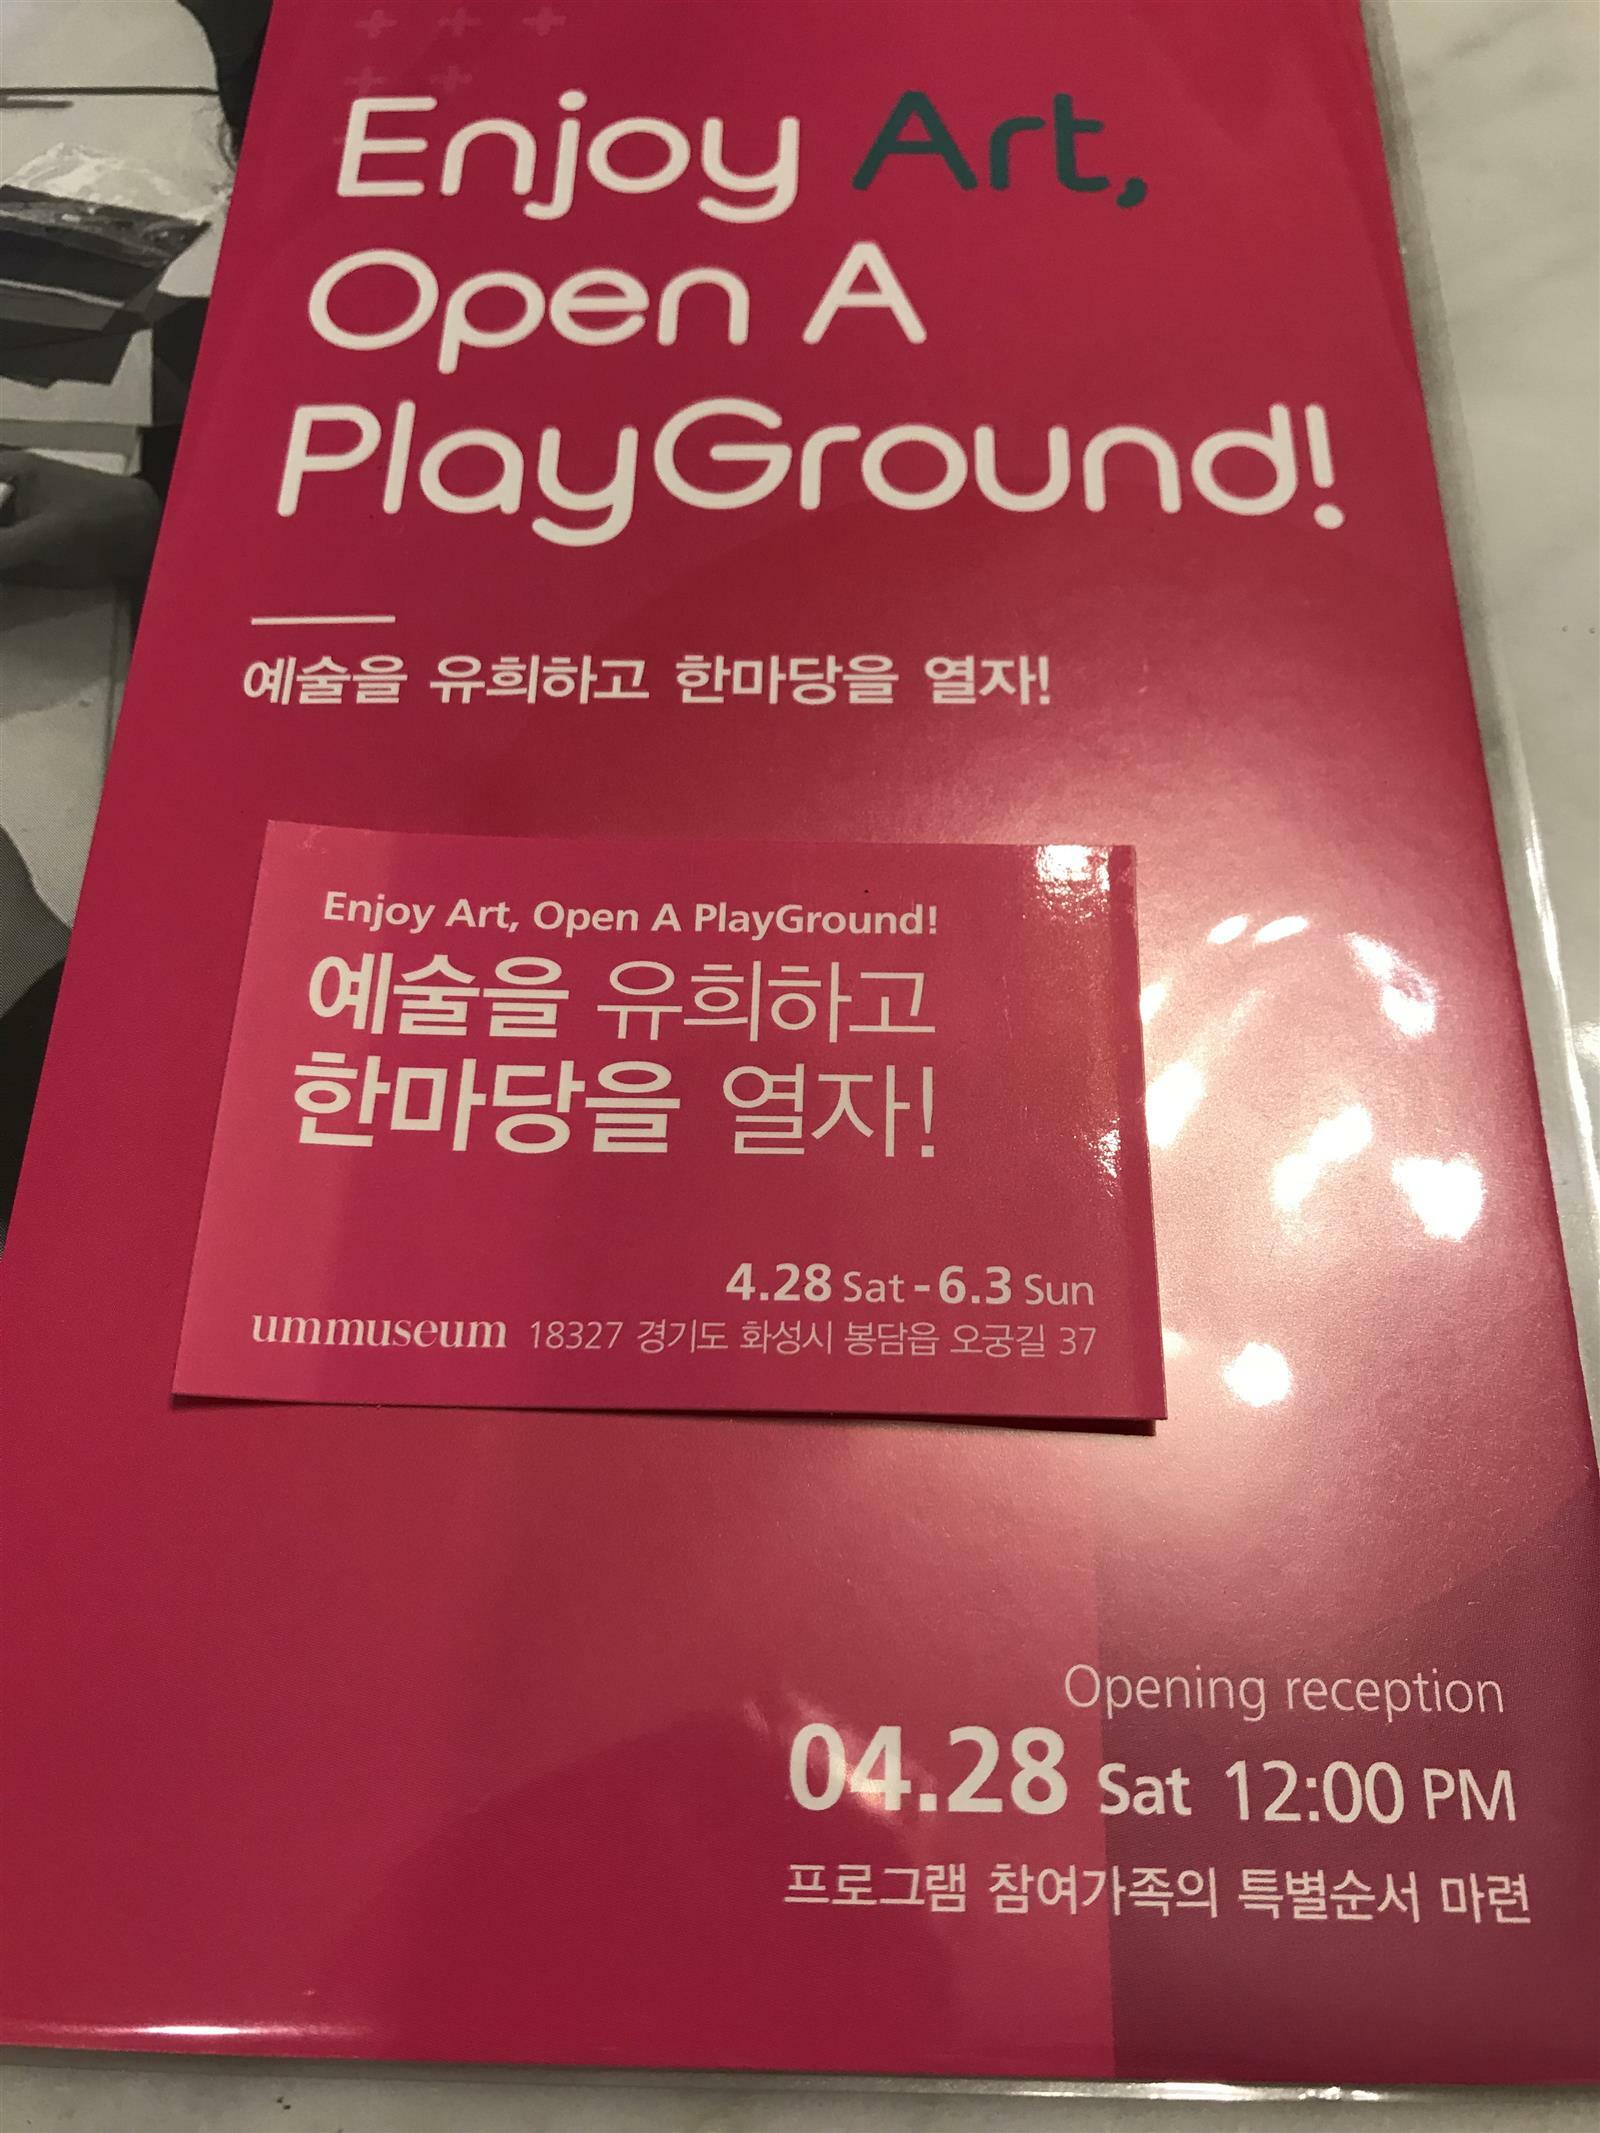 Enjoy Art,
Open A
PlayGround!
예술을 유희하고 한마당을 열자!
Enjoy Art, Open A PlayGround!
예술을 유희하고
한마당을 열자!
4.28 Sat - 6.3 Sun
ummuseum 18327 경기도 화성시 봉담읍 오궁길 37
Opening reception
04.28 Sat 12:00 PM
프로그램 참여가족의 특별순서 마련